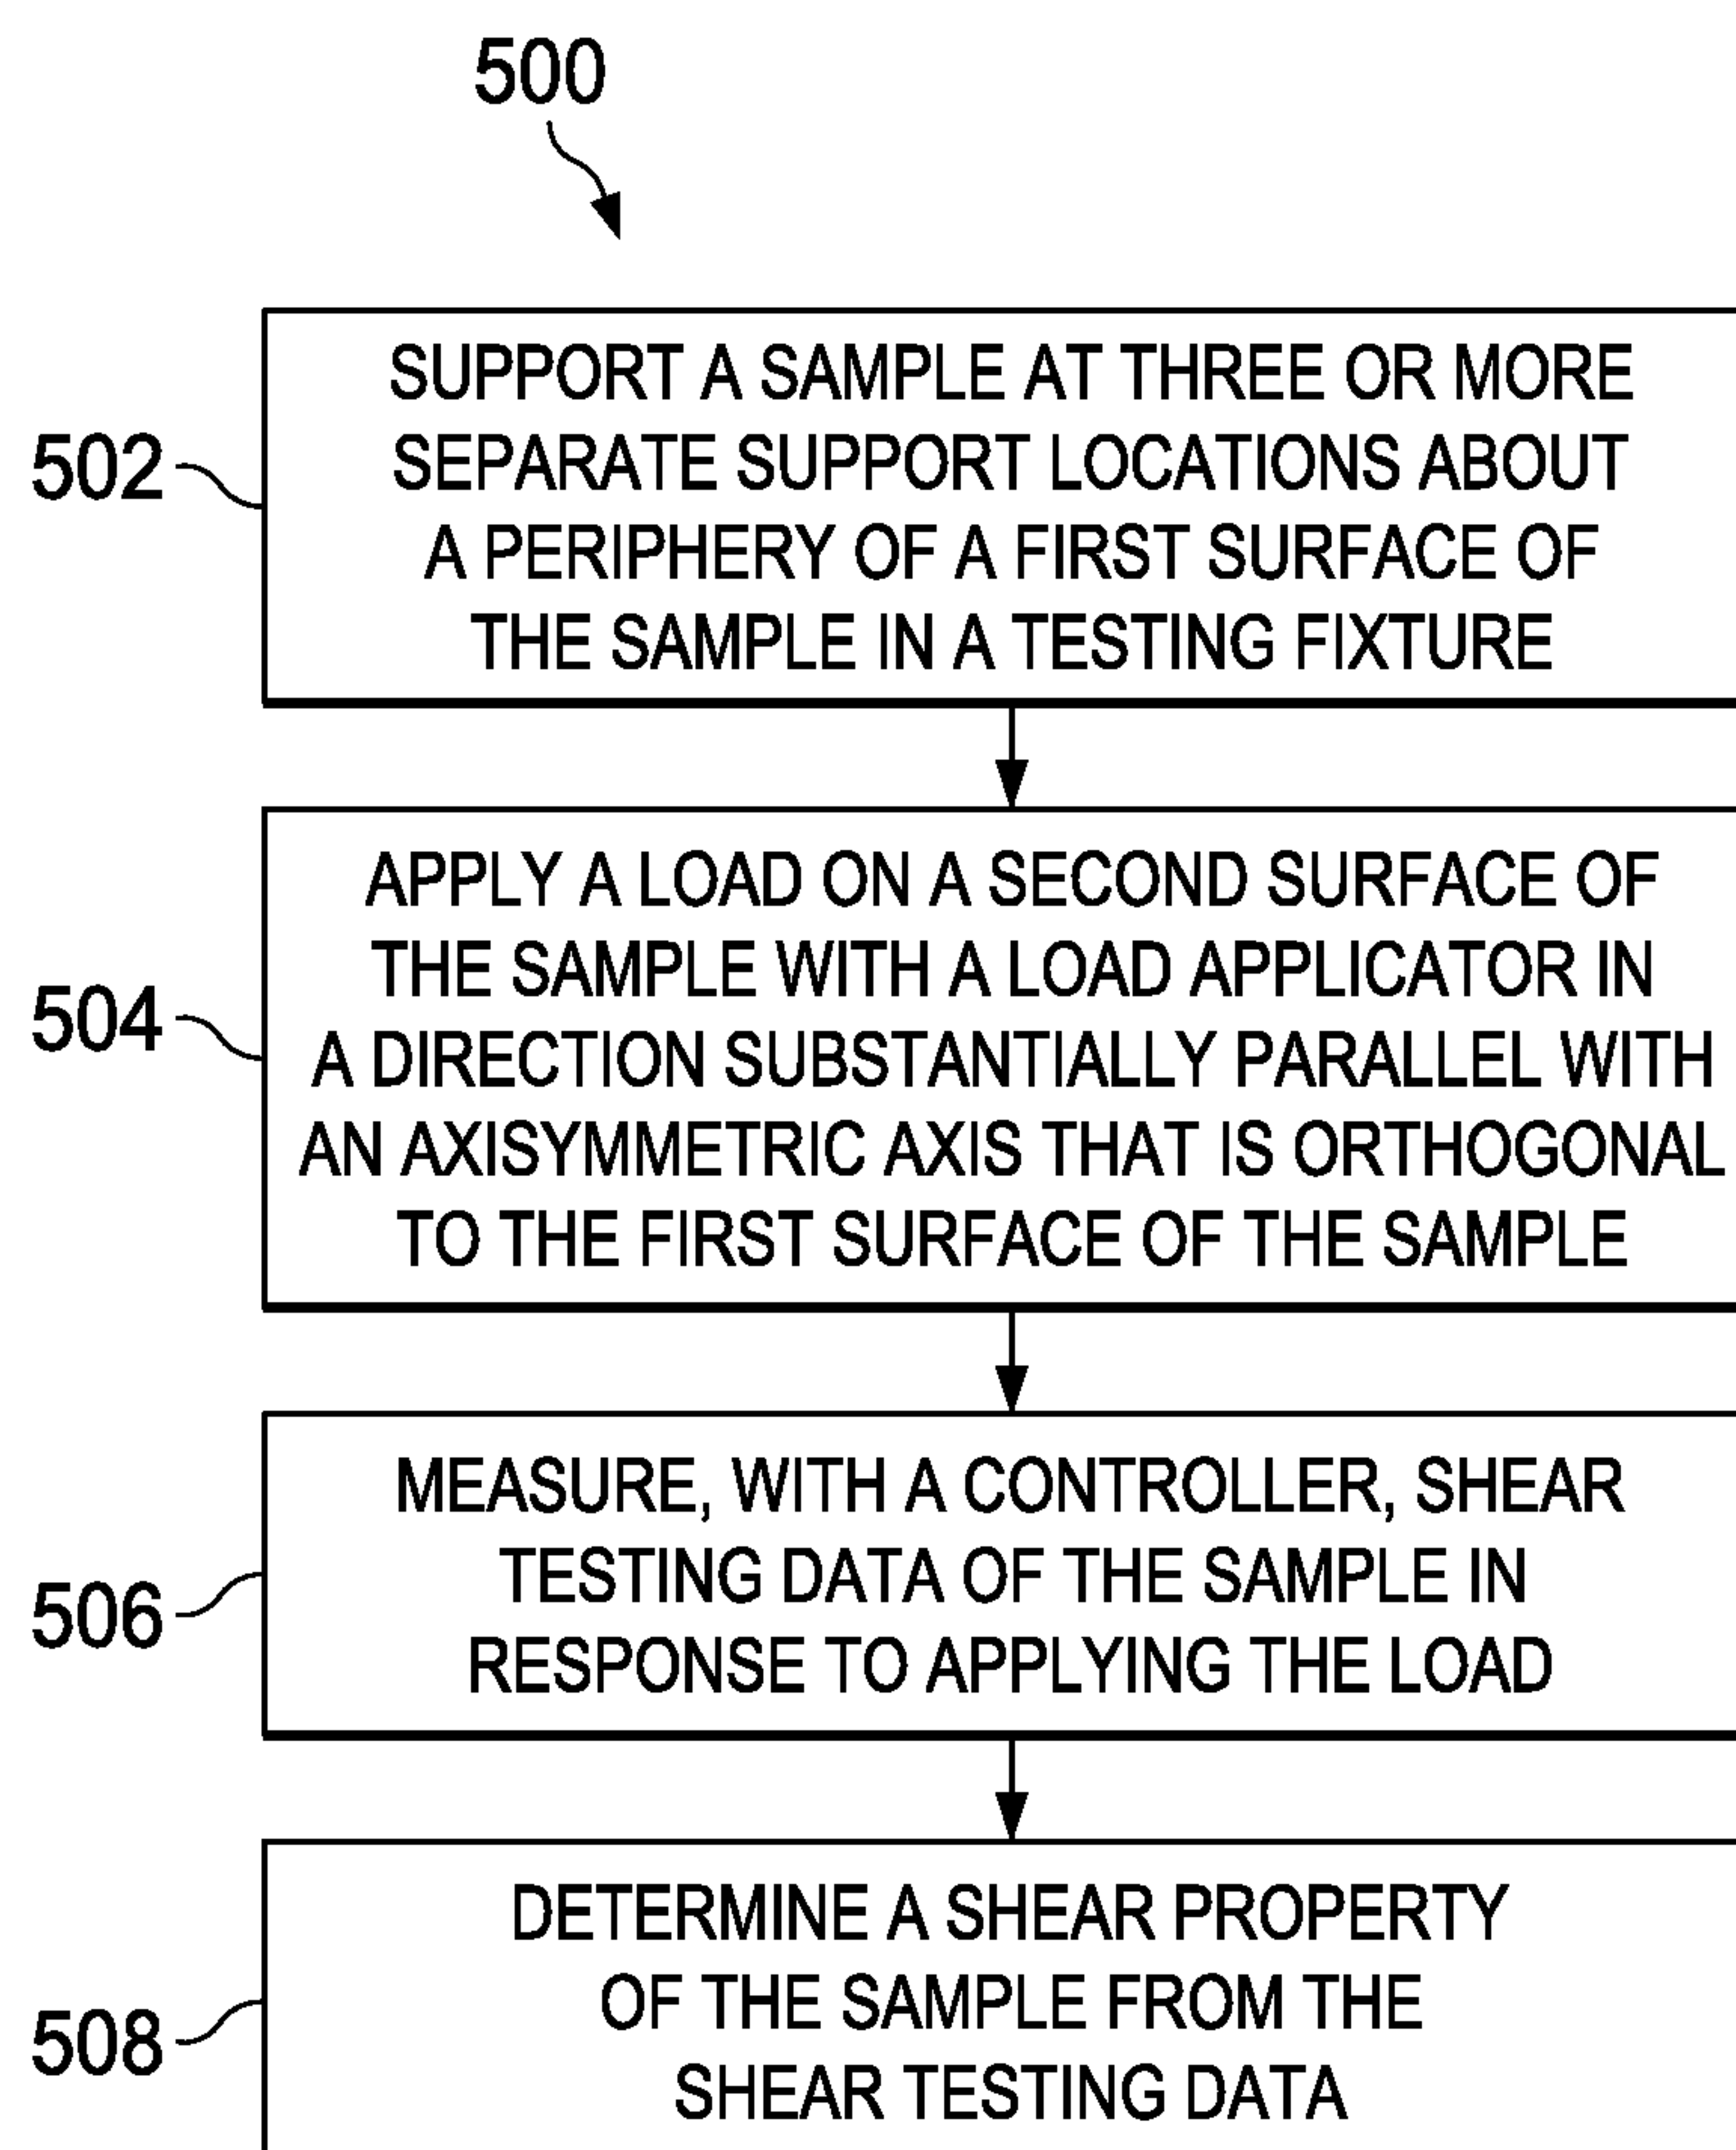 500
502
SUPPORT A SAMPLE AT THREE OR MORE
SEPARATE SUPPORT LOCATIONS ABOUT
A PERIPHERY OF A FIRST SURFACE OF
THE SAMPLE IN A TESTING FIXTURE
504
APPLY A LOAD ON A SECOND SURFACE OF
THE SAMPLE WITH A LOAD APPLICATOR IN
A DIRECTION SUBSTANTIALLY PARALLEL WITH
AN AXISYMMETRIC AXIS THAT IS ORTHOGONAL
TO THE FIRST SURFACE OF THE SAMPLE
506
MEASURE, WITH A CONTROLLER, SHEAR
TESTING DATA OF THE SAMPLE IN
RESPONSE TO APPLYING THE LOAD
508
DETERMINE A SHEAR PROPERTY
OF THE SAMPLE FROM THE
SHEAR TESTING DATA